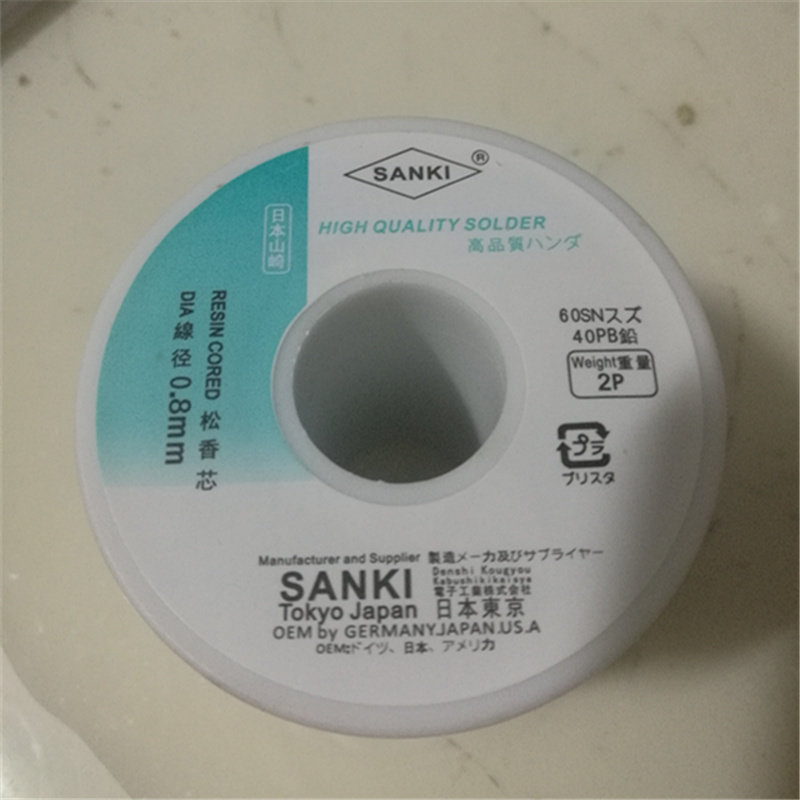 SANKI®
HIGH QUALITY SOLDER
高品質ハンダ
日本山崎
RESIN CORED 松香芯
DIA 線径 0.8mm
60SNスズ
40PB鉛
Weight重量
2P
プラ
プリスタ
Manufacturer and Supplier 製造メーカ及びサプライヤー
SANKI
Denshi Kougyou
Kabushikikaisya
電子工業株式会社
Tokyo Japan 日本東京
OEM by GERMANY.JAPAN.U.S.A
OEM:ドイツ、日本、アメリカ